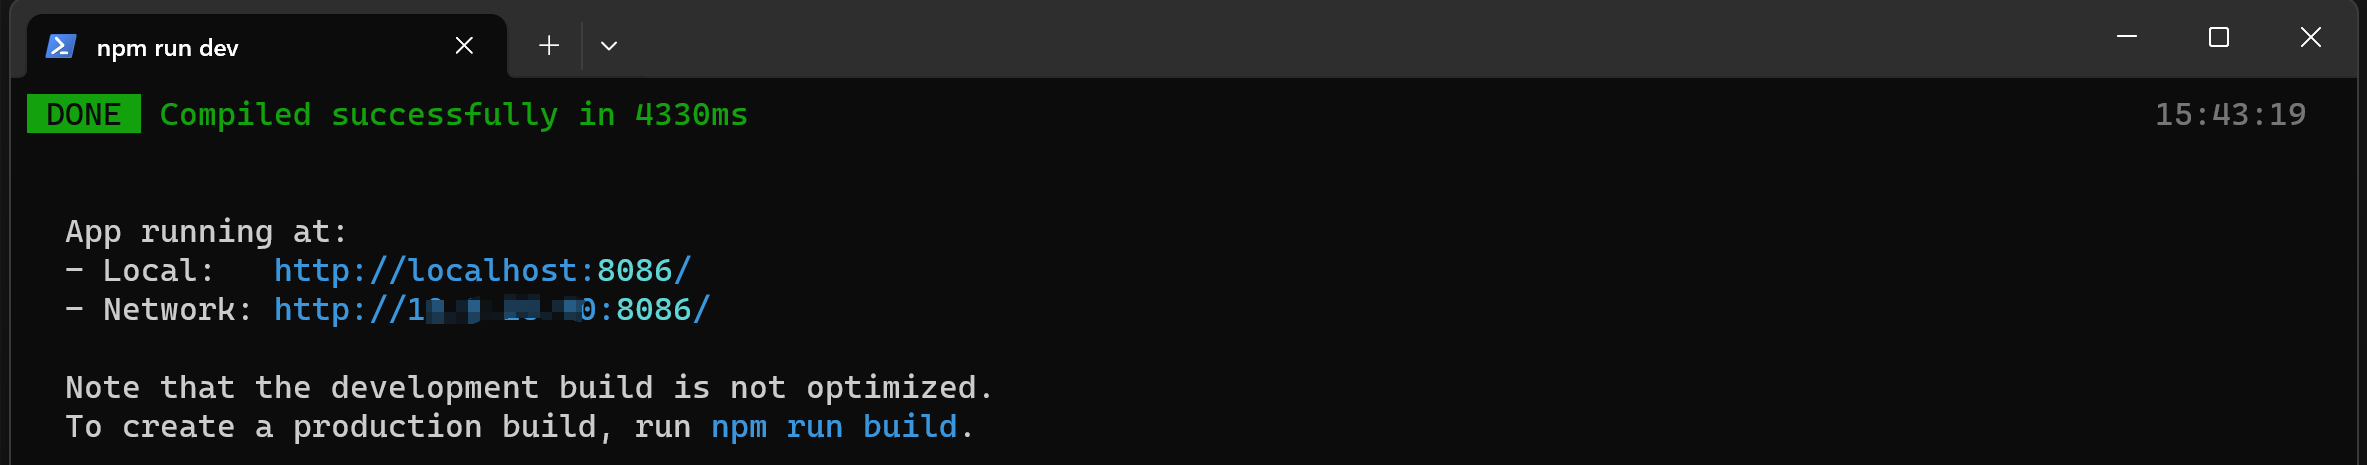 npm run dev
DONE Compiled successfully in 4330ms 15:43:19
App running at:
- Local: http://localhost:8086/
- Network: http://1 0:8086/
Note that the development build is not optimized.
To create a production build, run npm run build.